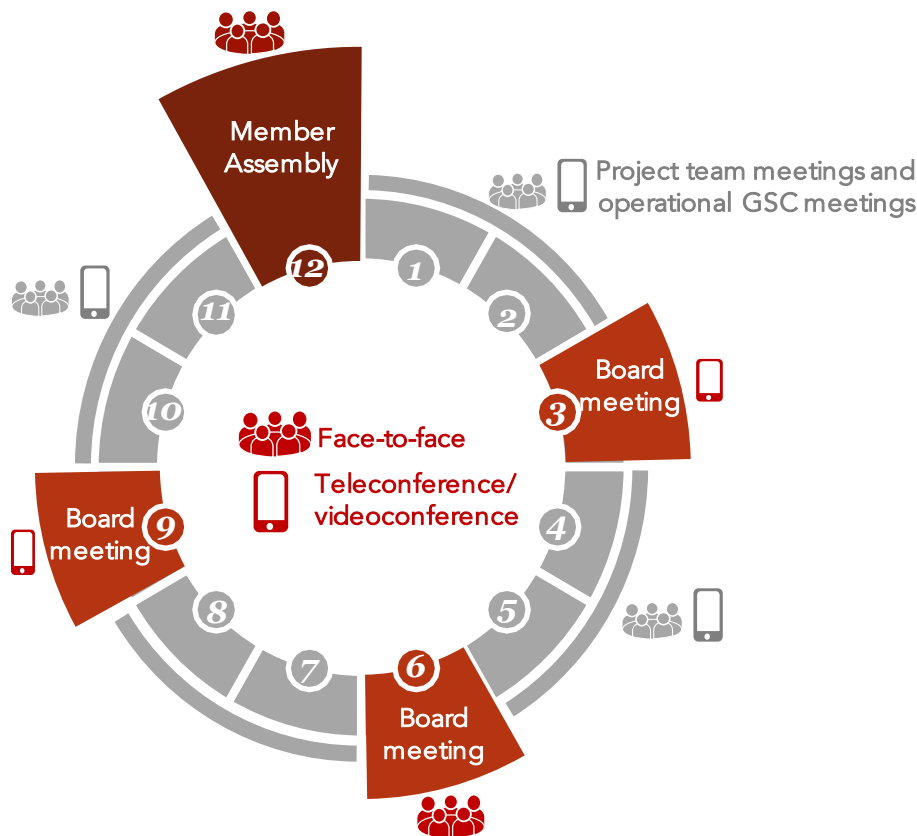 Member
Assembly
Project team meetings and
operational GSC meetings
12
1
11
2
Board
meeting
3
10
Face-to-face
Teleconference/
videoconference
Board
meeting
9
4
8
5
7
6
Board
meeting